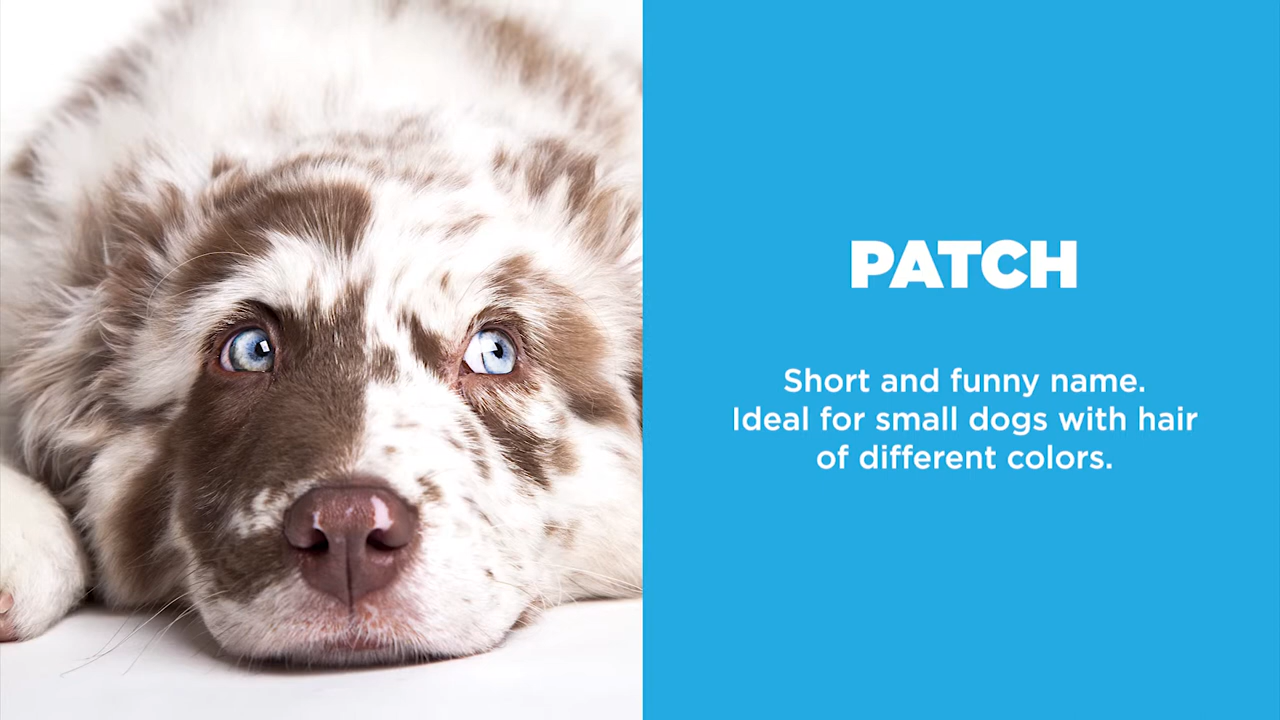 PATCH
Short and funny name.
Ideal for small dogs with hair
of different colors.